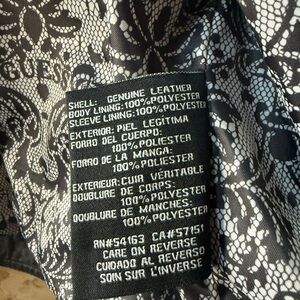 GUESS
SHELL: GENUINE LEATHER
BODY LINING:100%POLYESTER
SLEEVE LINING:100%POLYESTER
EXTERIOR: PIEL LEGÍTIMA
FORRO DEL CUERPO:
100%POLIESTER
FORRO DE LA MANGA:
100%POLIESTER
EXTERIEUR:CUIR VÉRITABLE
DOUBLURE DE CORPS:
100%POLYESTER
DOUBLURE DE MANCHES:
100%POLYESTER
RN#54163 CA#57151
CARE ON REVERSE
CUIDADO AL REVERSO
SOIN SUR L'INVERSE